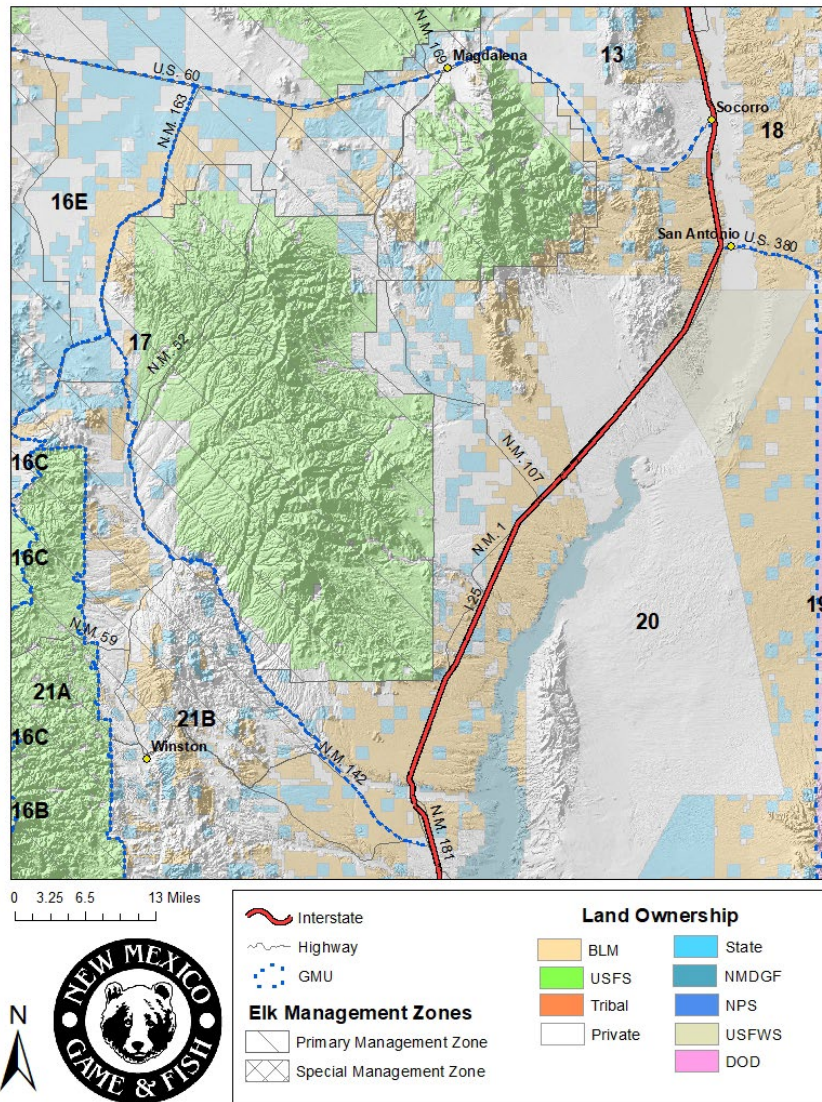 N.M. 169
Magdalena
13
U.S. 60
N.M. 163
Socorro
18
16E
San Antonio
U.S. 380
17
N.M. 52
16C
N.M. 107
N.M. 1
16C
I-25
20
19
N.M. 59
21A
21B
16C
Winston
N.M. 142
16B
N.M. 181
0 3.25 6.5 13 Miles
N
NEW MEXICO
GAME & FISH
Interstate
Highway
GMU
Elk Management Zones
Primary Management Zone
Special Management Zone
Land Ownership
BLM
USFS
Tribal
Private
State
NMDGF
NPS
USFWS
DOD